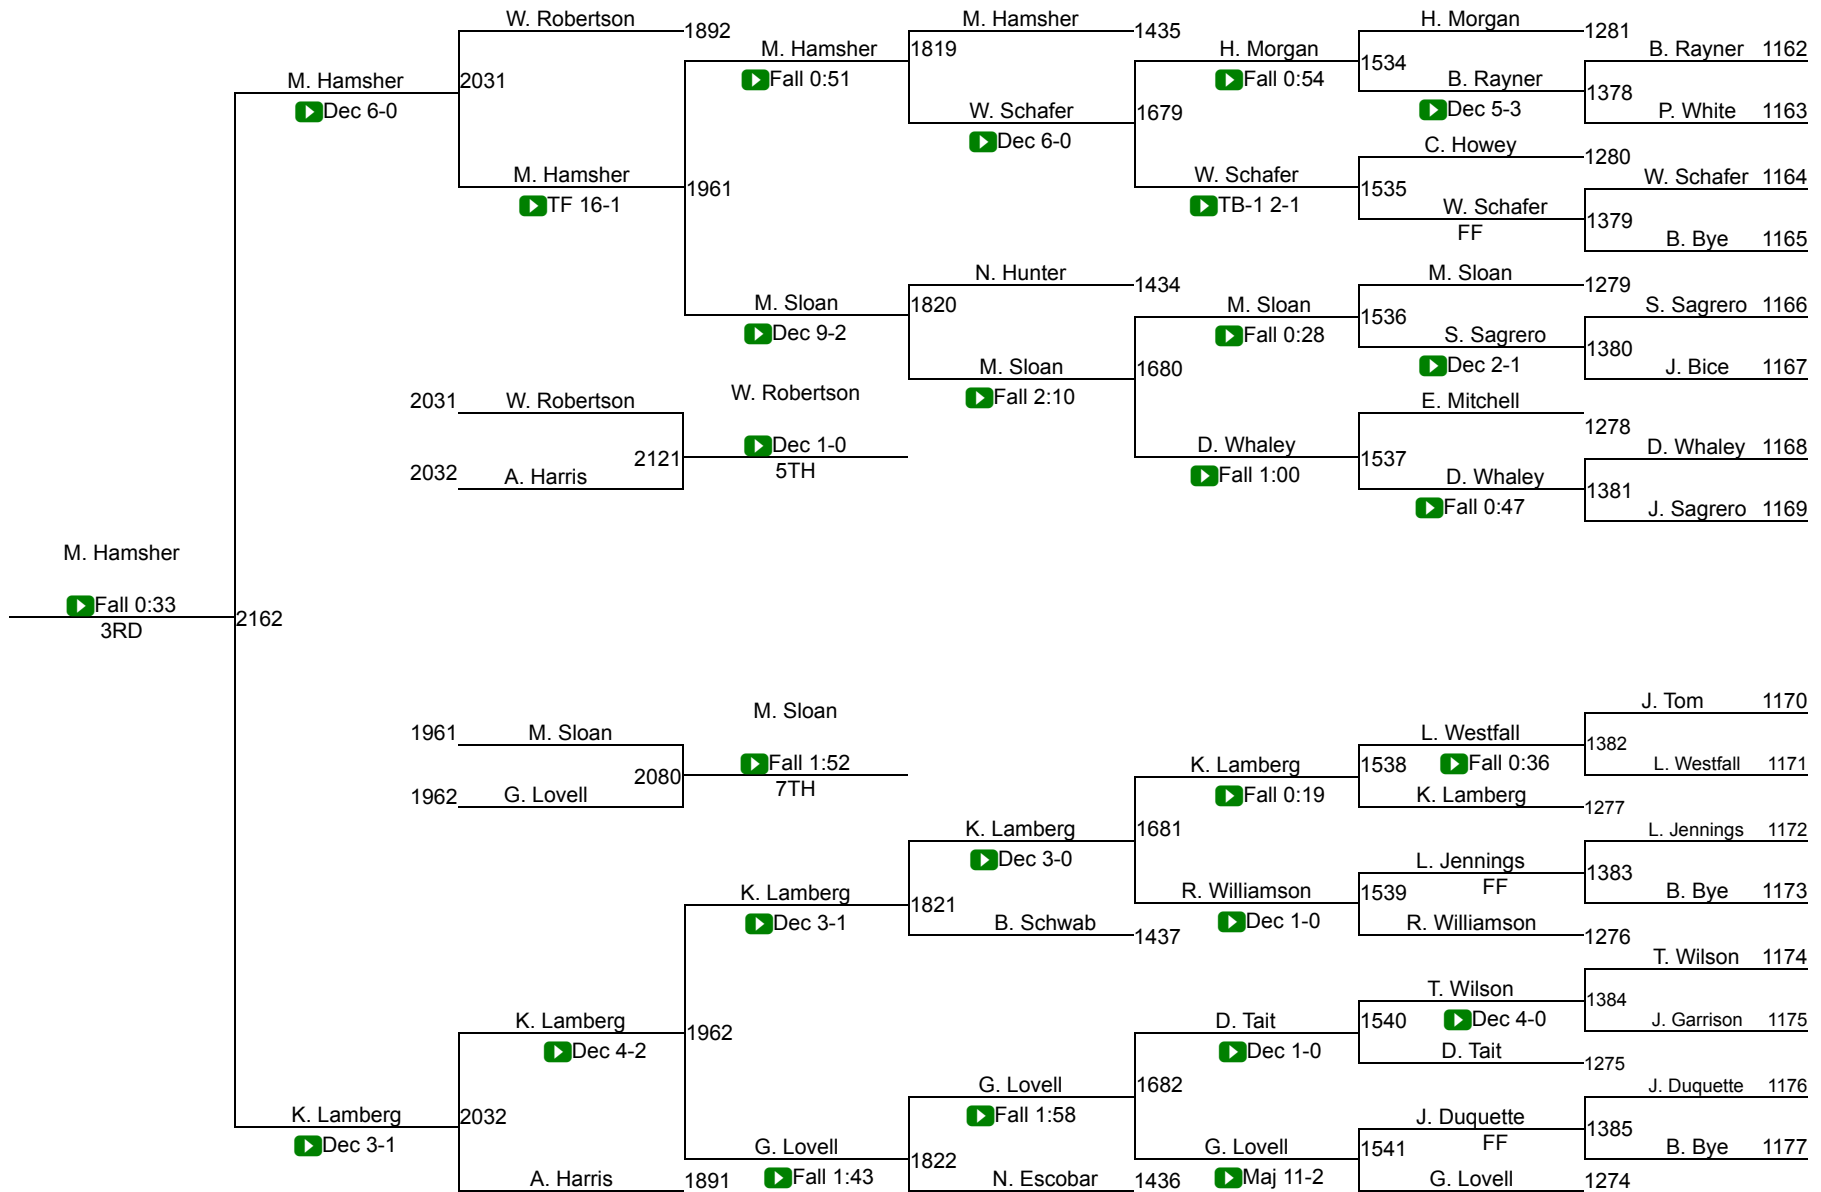 W. Robertson
1892
M. Hamsher
1435
H. Morgan
1281
B. Rayner 1162
M. Hamsher
Fall 0:51
1819
H. Morgan
Fall 0:54
1534
B. Rayner
Dec 5-3
1378
P. White 1163
M. Hamsher
Dec 6-0
2031
W. Schafer
Dec 6-0
1679
C. Howey
1280
W. Schafer 1164
M. Hamsher
TF 16-1
1961
W. Schafer
TB-1 2-1
1535
W. Schafer
FF
1379
B. Bye 1165
N. Hunter
1434
M. Sloan
1279
S. Sagrero 1166
M. Sloan
Dec 9-2
1820
M. Sloan
Fall 0:28
1536
S. Sagrero
Dec 2-1
1380
J. Bice 1167
M. Sloan
Fall 2:10
1680
E. Mitchell
1278
D. Whaley 1168
2031
W. Robertson
W. Robertson
2121
Dec 1-0
5TH
2032
A. Harris
D. Whaley
Fall 1:00
1537
D. Whaley
Fall 0:47
1381
J. Sagrero 1169
M. Hamsher
Fall 0:33
3RD
2162
J. Tom 1170
1961
M. Sloan
M. Sloan
2080
Fall 1:52
7TH
1962
G. Lovell
L. Westfall
Fall 0:36
1382
L. Westfall 1171
K. Lamberg
Fall 0:19
1538
K. Lamberg
1277
K. Lamberg
Dec 3-0
1681
L. Jennings 1172
L. Jennings
FF
1383
B. Bye 1173
K. Lamberg
Dec 3-1
1821
R. Williamson
Dec 1-0
1539
R. Williamson
1276
B. Schwab
1437
T. Wilson 1174
T. Wilson
Dec 4-0
1384
J. Garrison 1175
K. Lamberg
Dec 4-2
1962
D. Tait
Dec 1-0
1540
D. Tait
1275
G. Lovell
Fall 1:58
1682
J. Duquette 1176
K. Lamberg
Dec 3-1
2032
J. Duquette
FF
1385
B. Bye 1177
G. Lovell
Fall 1:43
1822
G. Lovell
Maj 11-2
1541
A. Harris
1891
N. Escobar
1436
G. Lovell
1274